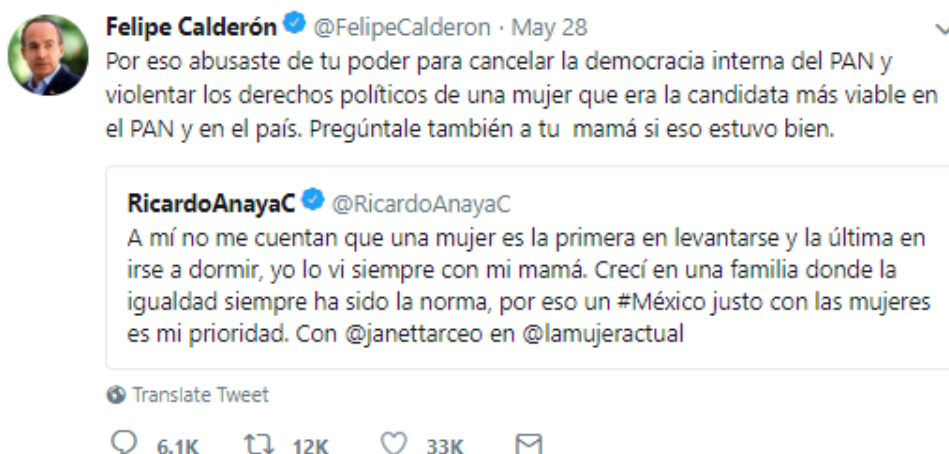 Felipe Calderón @FelipeCalderon · May 28
Por eso abusaste de tu poder para cancelar la democracia interna del PAN y
violentar los derechos políticos de una mujer que era la candidata más viable en
el PAN y en el país. Pregúntale también a tu mamá si eso estuvo bien.
RicardoAnayaC @RicardoAnayaC
A mí no me cuentan que una mujer es la primera en levantarse y la última en
irse a dormir, yo lo vi siempre con mi mamá. Crecí en una familia donde la
igualdad siempre ha sido la norma, por eso un #México justo con las mujeres
es mi prioridad. Con @janettarceo en @lamujeractual
Translate Tweet
6.1K 12K 33K